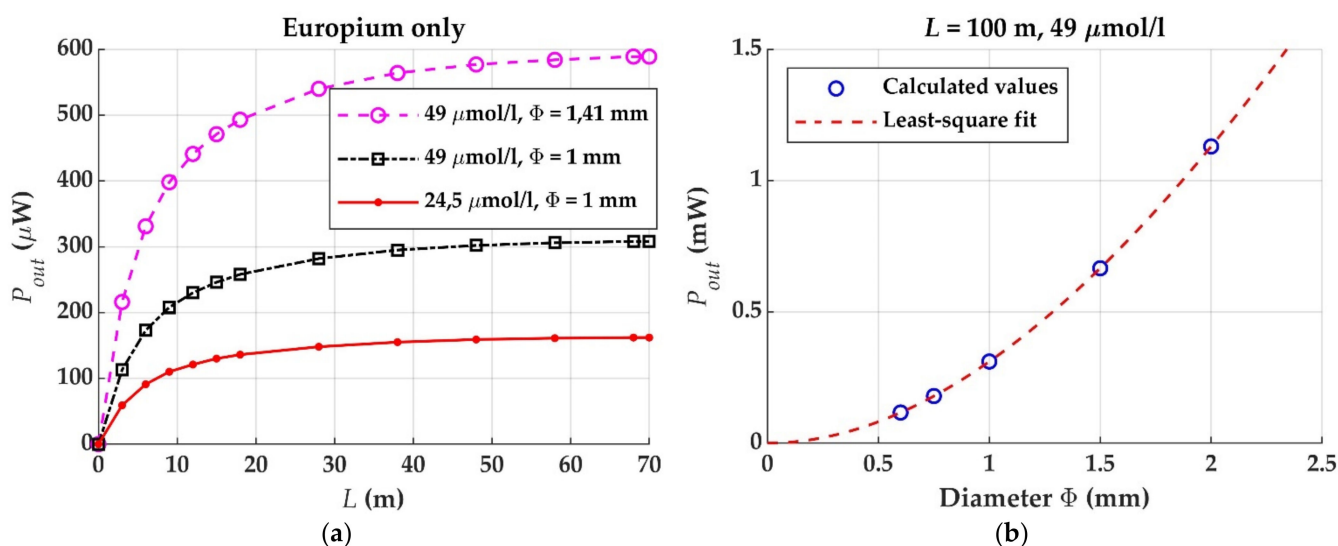 Europium only
600
500
400
300
200
100
0
P_out (µW)
49 µmol/l, Φ = 1,41 mm
49 µmol/l, Φ = 1 mm
24,5 µmol/l, Φ = 1 mm
0 10 20 30 40 50 60 70
L (m)
(a)
L = 100 m, 49 µmol/l
1.5
1
0.5
0
P_out (mW)
Calculated values
Least-square fit
0 0.5 1 1.5 2 2.5
Diameter Φ (mm)
(b)